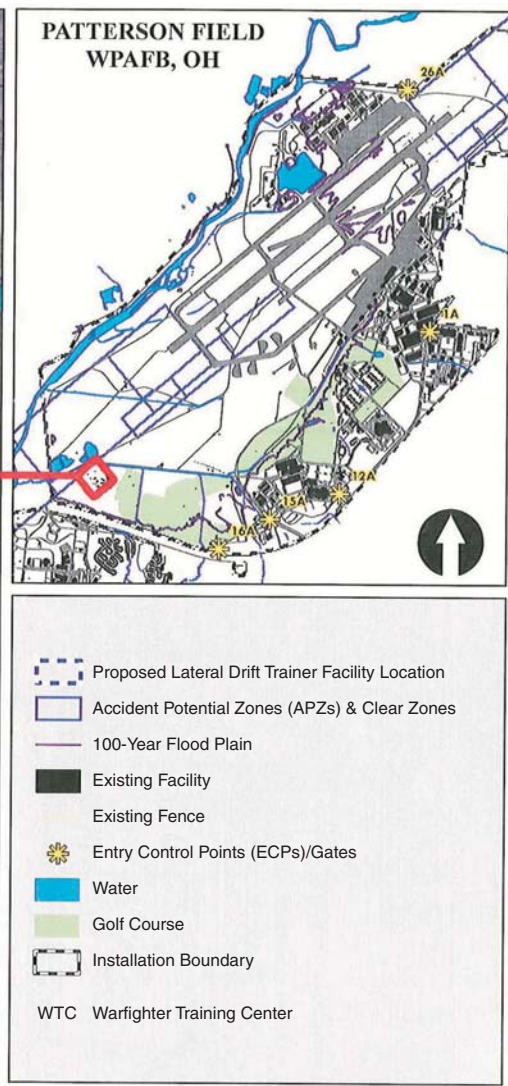 PATTERSON FIELD
WPAFB, OH
26A
1A
12A
15A
16A
Proposed Lateral Drift Trainer Facility Location
Accident Potential Zones (APZs) & Clear Zones
100-Year Flood Plain
Existing Facility
Existing Fence
Entry Control Points (ECPs)/Gates
Water
Golf Course
Installation Boundary
WTC Warfighter Training Center